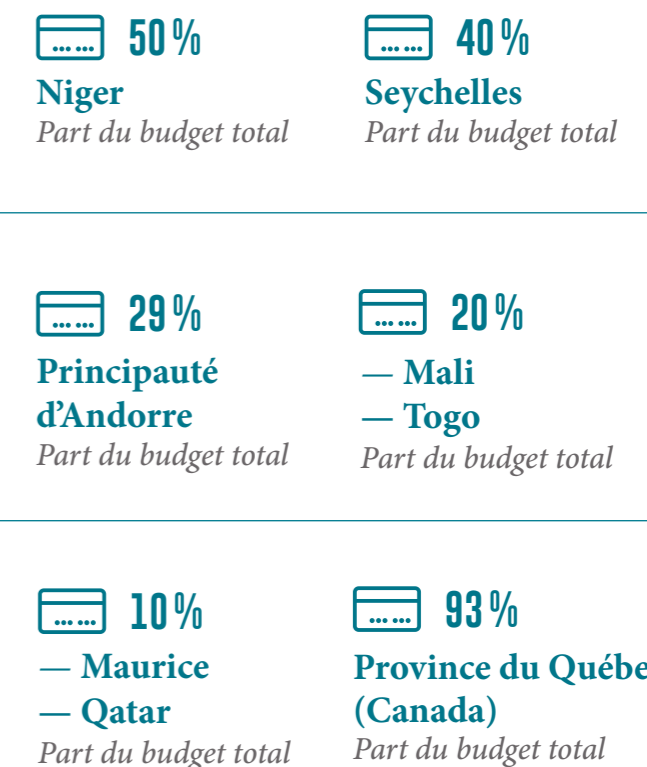 50 %
Niger
Part du budget total
40 %
Seychelles
Part du budget total
29 %
Principauté
d'Andorre
Part du budget total
20 %
— Mali
— Togo
Part du budget total
10 %
— Maurice
— Qatar
Part du budget total
93 %
Province du Québe
(Canada)
Part du budget total